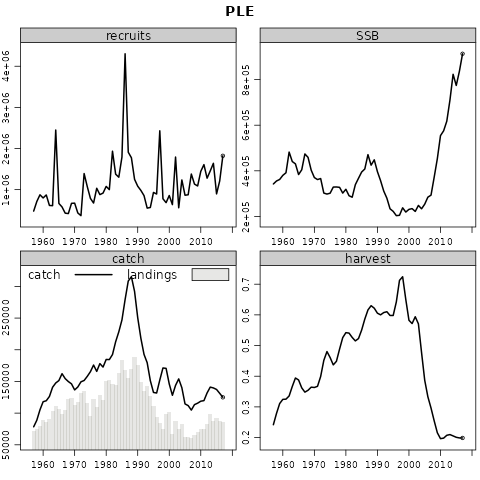 PLE
recruits
SSB
4e+06
3e+06
2e+06
1e+06
8e+05
6e+05
4e+05
2e+05
1960 1970 1980 1990 2000 2010
1960 1970 1980 1990 2000 2010
catch
harvest
catch landings
250000
150000
50000
0.7
0.6
0.5
0.4
0.3
0.2
1960 1970 1980 1990 2000 2010
1960 1970 1980 1990 2000 2010